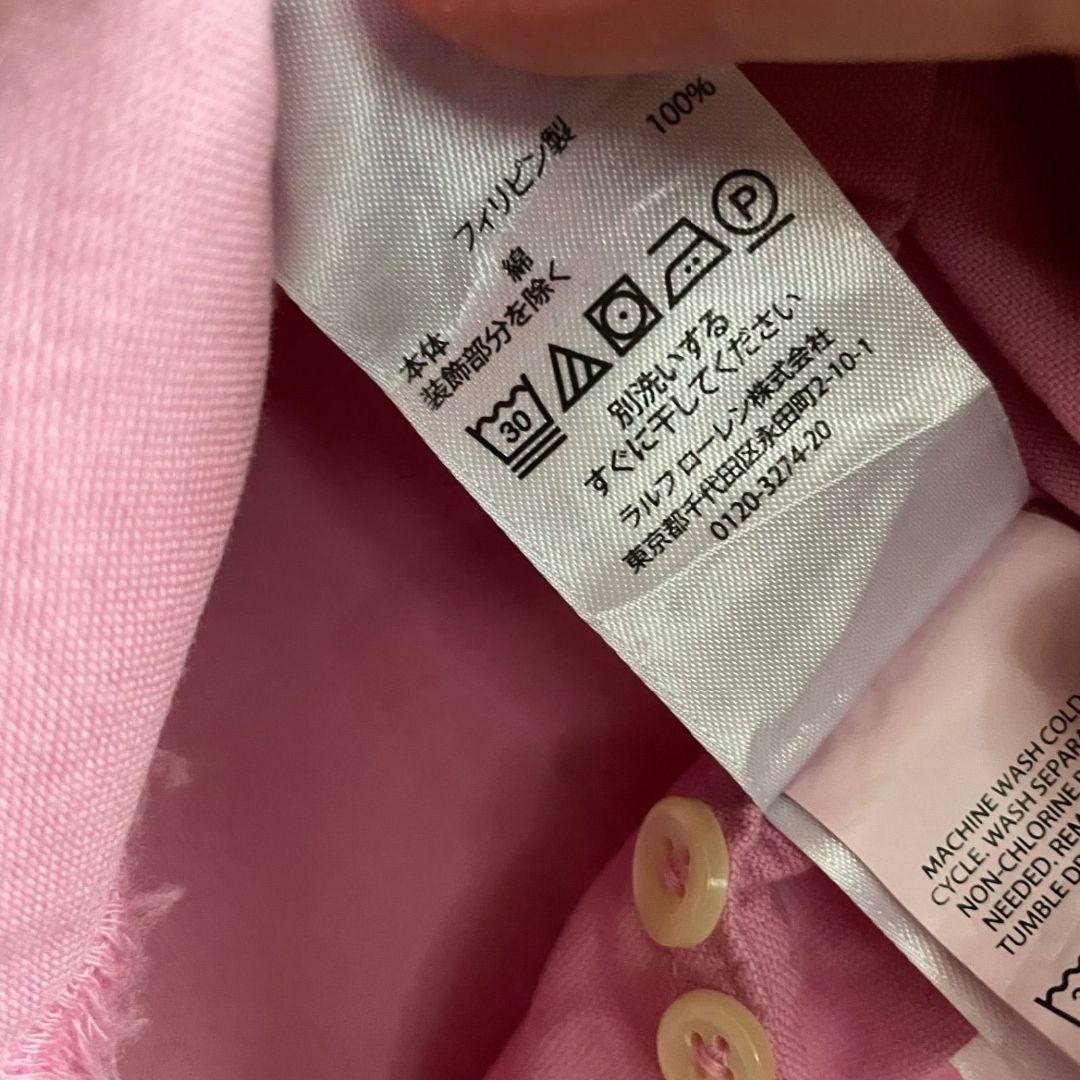 フィリピン製
本体
綿 100%
装飾部分を除く
30
P
別洗いする
すぐに干してください
ラルフ ローレン株式会社
東京都千代田区永田町2-10-1
0120-3274-20
MACHINE WASH COLD
CYCLE. WASH
NON-CHLORINE
NEEDED.
TUMBLE